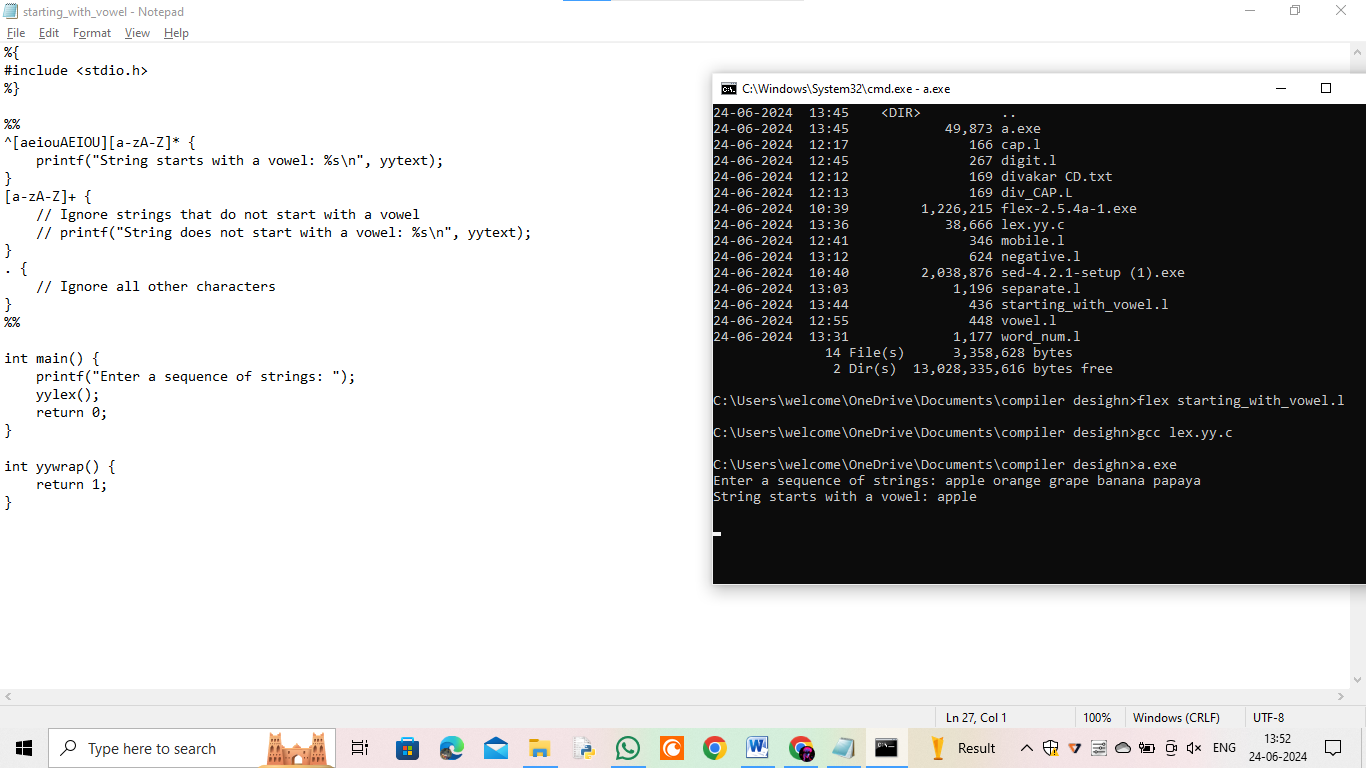 starting_with_vowel - Notepad
File Edit Format View Help
%{
#include <stdio.h>
%}
%%
^[aeiouAEIOU][a-zA-Z]* {
    printf("String starts with a vowel: %s\n", yytext);
}
[a-zA-Z]+ {
    // Ignore strings that do not start with a vowel
    // printf("String does not start with a vowel: %s\n", yytext);
}
. {
    // Ignore all other characters
}
%%
int main() {
    printf("Enter a sequence of strings: ");
    yylex();
    return 0;
}
int yywrap() {
    return 1;
}
C:\Windows\System32\cmd.exe - a.exe
24-06-2024  13:45    <DIR>          ..
24-06-2024  13:45            49,873 a.exe
24-06-2024  12:17               166 cap.l
24-06-2024  12:45               267 digit.l
24-06-2024  12:12               169 divakar CD.txt
24-06-2024  12:13               169 div_CAP.L
24-06-2024  10:39         1,226,215 flex-2.5.4a-1.exe
24-06-2024  13:36            38,666 lex.yy.c
24-06-2024  12:41               346 mobile.l
24-06-2024  13:12               624 negative.l
24-06-2024  10:40         2,038,876 sed-4.2.1-setup (1).exe
24-06-2024  13:03             1,196 separate.l
24-06-2024  13:44               436 starting_with_vowel.l
24-06-2024  12:55               448 vowel.l
24-06-2024  13:31             1,177 word_num.l
14 File(s)      3,358,628 bytes
2 Dir(s)  13,028,335,616 bytes free
C:\Users\welcome\OneDrive\Documents\compiler desighn>flex starting_with_vowel.l
C:\Users\welcome\OneDrive\Documents\compiler desighn>gcc lex.yy.c
C:\Users\welcome\OneDrive\Documents\compiler desighn>a.exe
Enter a sequence of strings: apple orange grape banana papaya
String starts with a vowel: apple
Ln 27, Col 1 100% Windows (CRLF) UTF-8
Type here to search
Result
ENG
13:52
24-06-2024